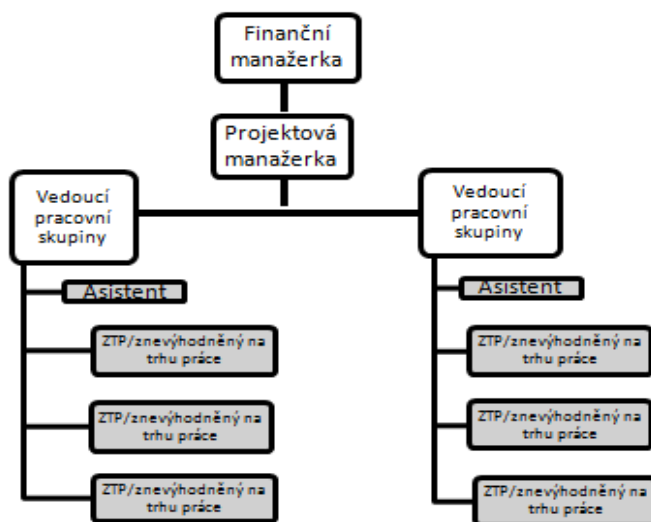 Finanční
manažerka
Projektová
manažerka
Vedoucí
pracovní
skupiny
Asistent
ZTP/znevýhodněný na
trhu práce
ZTP/znevýhodněný na
trhu práce
ZTP/znevýhodněný na
trhu práce
Vedoucí
pracovní
skupiny
Asistent
ZTP/znevýhodněný na
trhu práce
ZTP/znevýhodněný na
trhu práce
ZTP/znevýhodněný na
trhu práce